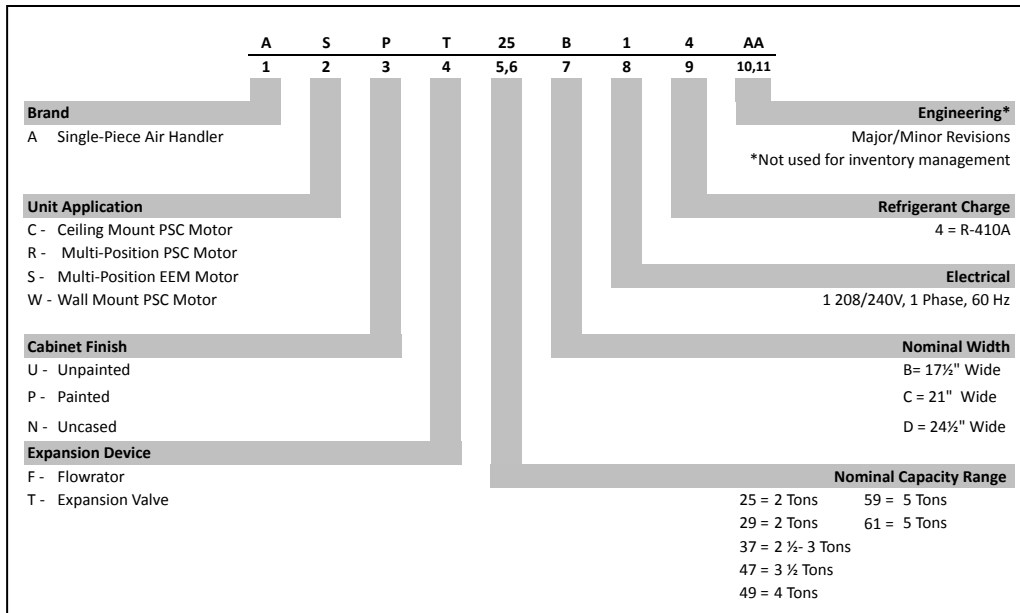 A S P T 25 B 1 4 AA
1 2 3 4 5,6 7 8 9 10,11
Brand
A Single-Piece Air Handler
Engineering*
Major/Minor Revisions
*Not used for inventory management
Unit Application
C - Ceiling Mount PSC Motor
R - Multi-Position PSC Motor
S - Multi-Position EEM Motor
W - Wall Mount PSC Motor
Refrigerant Charge
4 = R-410A
Electrical
1 208/240V, 1 Phase, 60 Hz
Cabinet Finish
U - Unpainted
P - Painted
N - Uncased
Nominal Width
B= 17½" Wide
C = 21" Wide
D = 24½" Wide
Expansion Device
F - Flowrator
T - Expansion Valve
Nominal Capacity Range
25 = 2 Tons 59 = 5 Tons
29 = 2 Tons 61 = 5 Tons
37 = 2 ½- 3 Tons
47 = 3 ½ Tons
49 = 4 Tons